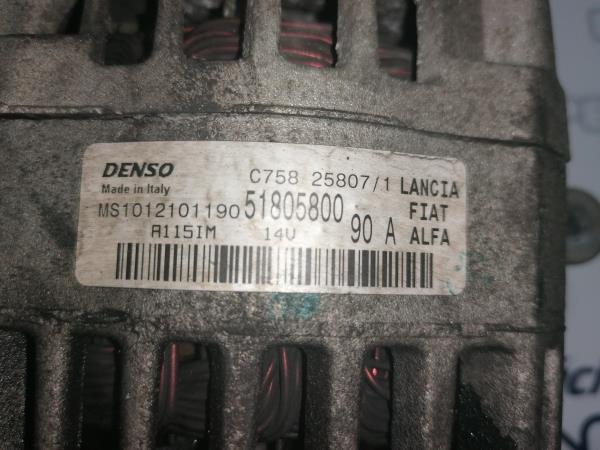 DENSO C758 25807/1 LANCIA
Made in Italy
MS1012101190 51805800 FIAT
A115IM 14V 90 A ALFA